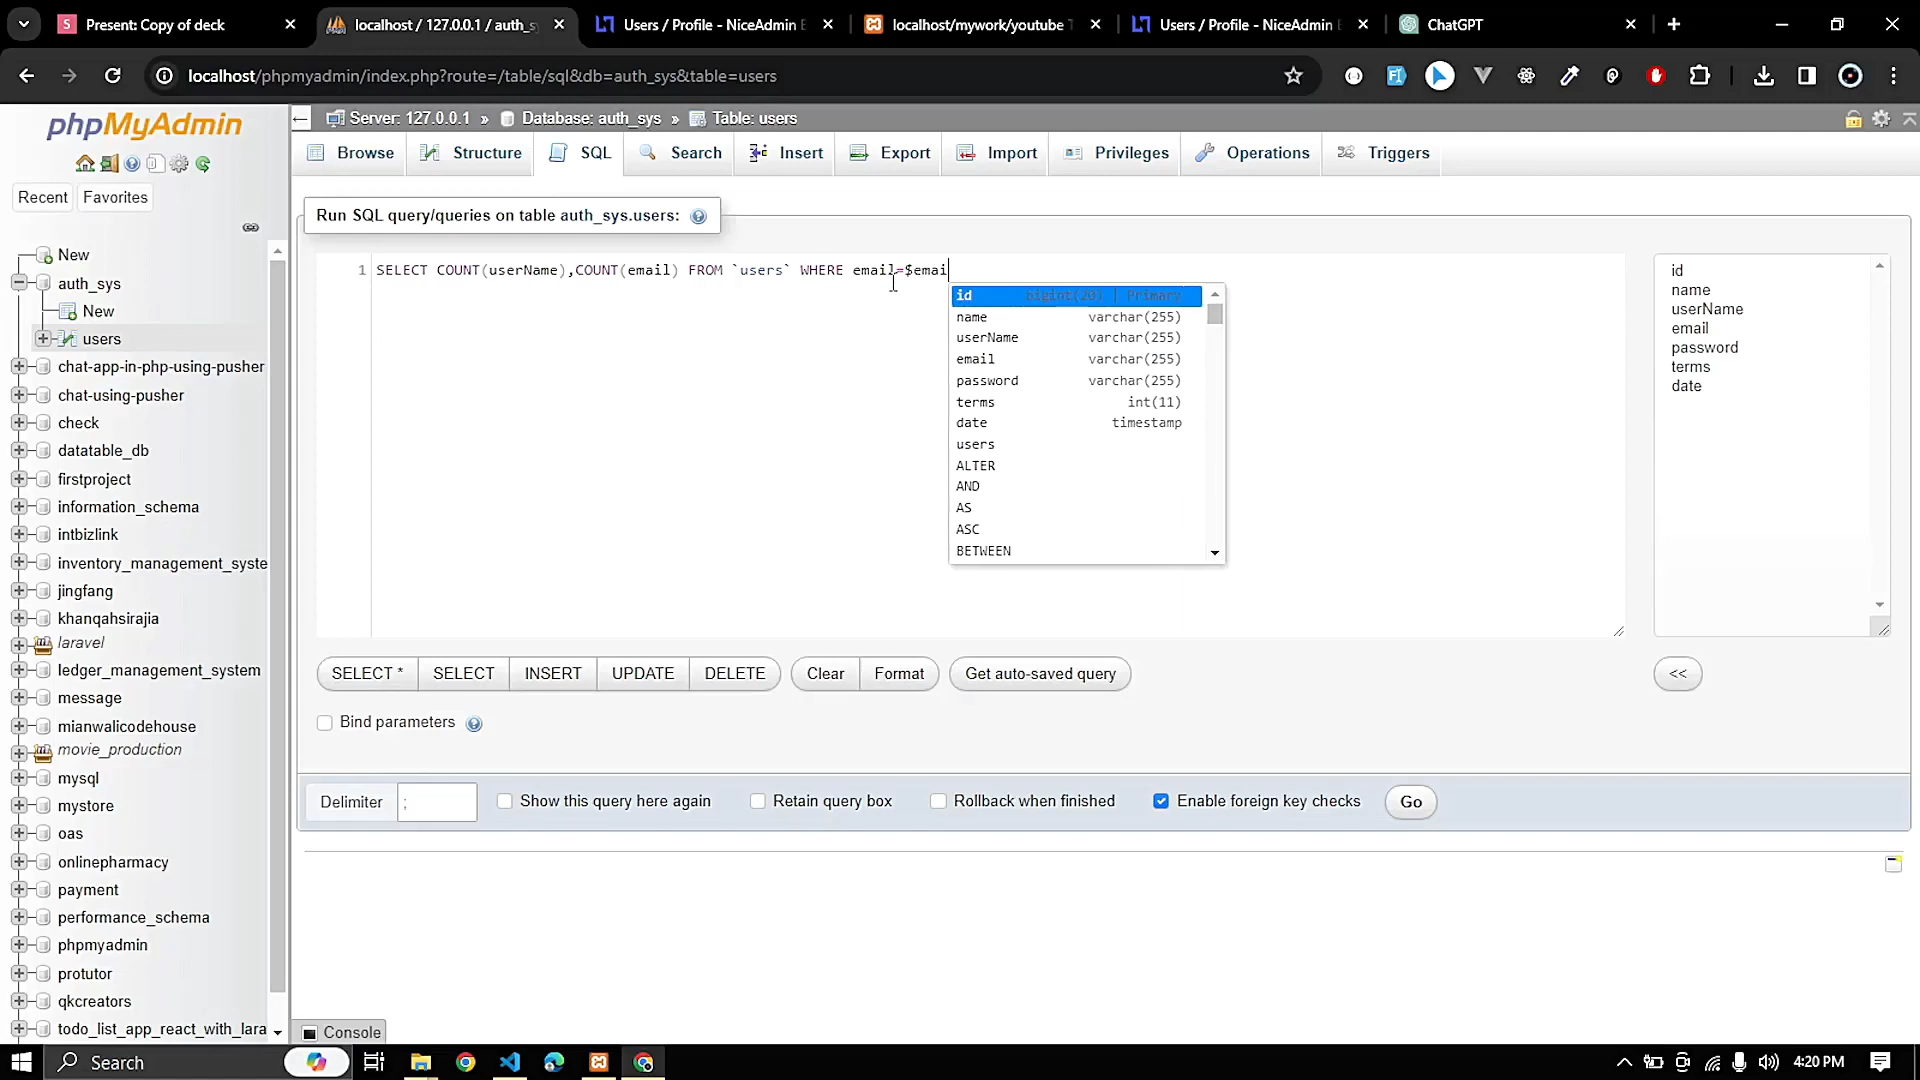 Present: Copy of deck
localhost / 127.0.0.1 / auth_sy
Users / Profile - NiceAdmin B
localhost/mywork/youtube T
Users / Profile - NiceAdmin B
ChatGPT
localhost/phpmyadmin/index.php?route=/table/sql&db=auth_sys&table=users
phpMyAdmin
Recent
Favorites
New
auth_sys
New
users
chat-app-in-php-using-pusher
chat-using-pusher
check
datatable_db
firstproject
information_schema
intbizlink
inventory_management_syste
jingfang
khanqahsirajia
laravel
ledger_management_system
message
mianwalicodehouse
movie_production
mysql
mystore
oas
onlinepharmacy
payment
performance_schema
phpmyadmin
protutor
qkcreators
todo_list_app_react_with_lara
Server: 127.0.0.1 » Database: auth_sys » Table: users
Browse Structure SQL Search Insert Export Import Privileges Operations Triggers
Run SQL query/queries on table auth_sys.users:
1 SELECT COUNT(userName),COUNT(email) FROM `users` WHERE email=$emai
id bigint(20) | Primary
name varchar(255)
userName varchar(255)
email varchar(255)
password varchar(255)
terms int(11)
date timestamp
users
ALTER
AND
AS
ASC
BETWEEN
id
name
userName
email
password
terms
date
SELECT * SELECT INSERT UPDATE DELETE Clear Format Get auto-saved query <<
Bind parameters
Delimiter ; Show this query here again Retain query box Rollback when finished Enable foreign key checks Go
Console
Search
4:20 PM